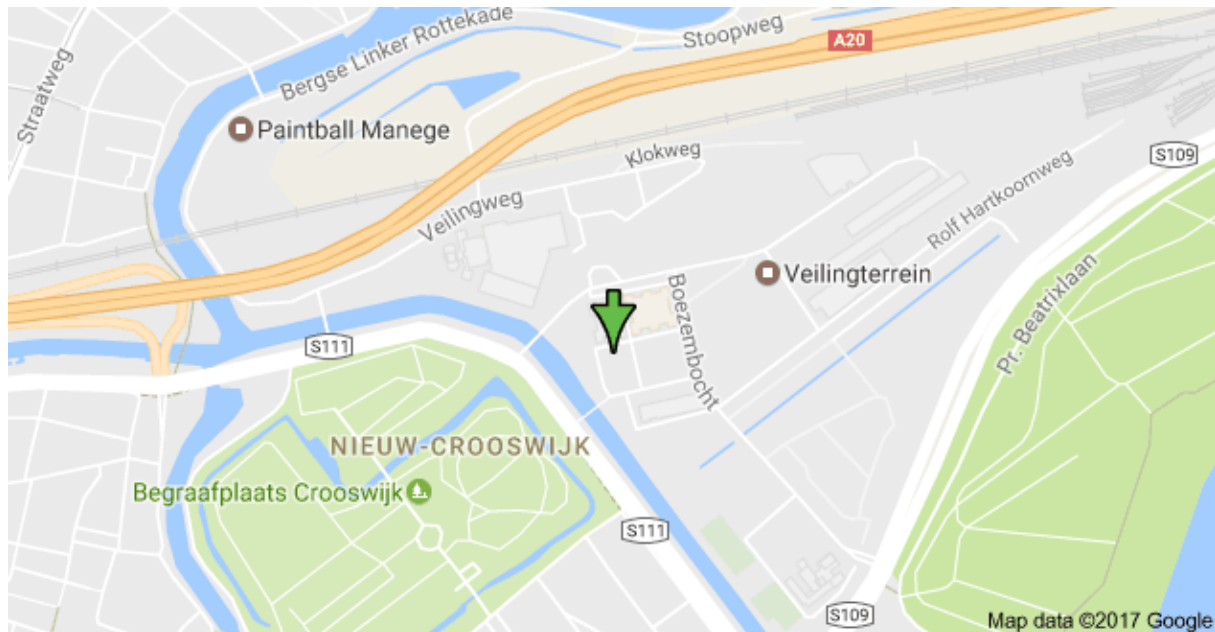 Stoopweg
A20
Bergse Linker Rottekade
Straatweg
Paintball Manege
Klokweg
S109
Veilingweg
Rolf Hartkoornweg
Veilingterrein
Boezembocht
Pr. Beatrixlaan
S111
NIEUW-CROOSWIJK
Begraafplaats Crooswijk
S111
S109
Map data ©2017 Google